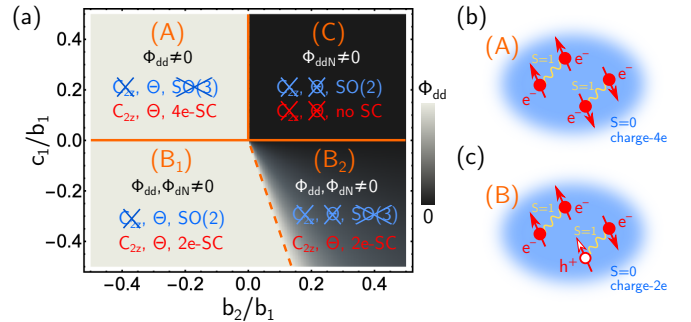 (a)
(A)
Φdd≠0
C2z, Θ, SO(3)
C2z, Θ, 4e-SC
(C)
ΦddN≠0
C2z, Θ, SO(2)
C2z, Θ, no SC
(B1)
Φdd,ΦdN≠0
C2z, Θ, SO(2)
C2z, Θ, 2e-SC
(B2)
Φdd,ΦdN≠0
C2z, Θ, SO(3)
C2z, Θ, 2e-SC
0.4
0.2
0.0
-0.2
-0.4
c1/b1
-0.4 -0.2 0.0 0.2 0.4
b2/b1
Φdd
0
(b)
(A)
S=1
e-
e-
S=1
e-
e-
S=0
charge-4e
(c)
(B)
S=1
e-
e-
S=1
e-
h+
S=0
charge-2e